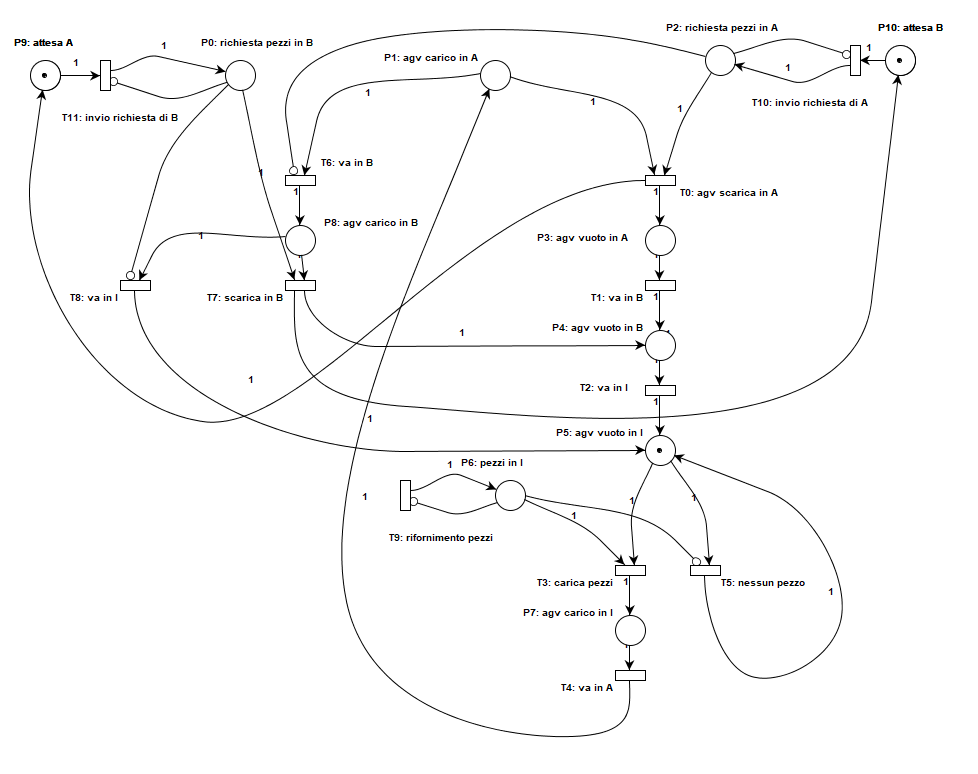 P9: attesa A
P0: richiesta pezzi in B
P2: richiesta pezzi in A
P10: attesa B
1
1
P1: agv carico in A
1
1
T11: invio richiesta di B
1
1
1
T10: invio richiesta di A
T6: va in B
1
1
1
T0: agv scarica in A
P8: agv carico in B
1
P3: agv vuoto in A
T8: va in I
T7: scarica in B
T1: va in B
1
1
P4: agv vuoto in B
1
T2: va in I
1
1
P5: agv vuoto in I
1
P6: pezzi in I
1
1
1
1
T9: rifornimento pezzi
T3: carica pezzi
1
T5: nessun pezzo
1
P7: agv carico in I
T4: va in A